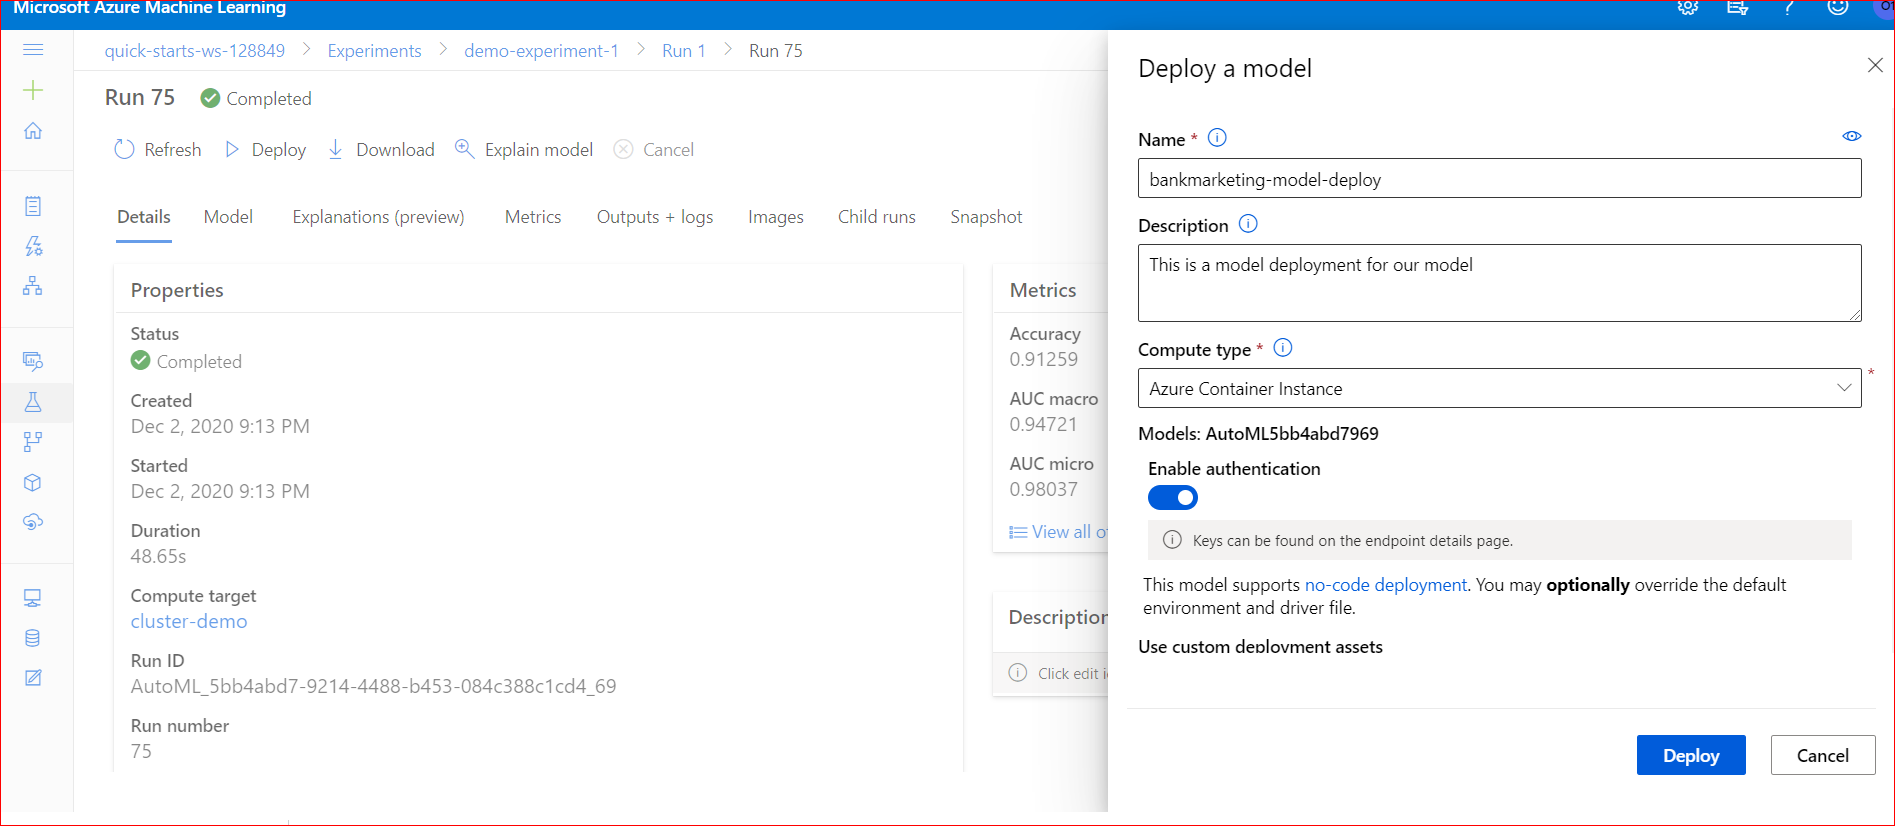 Microsoft Azure Machine Learning
quick-starts-ws-128849 > Experiments > demo-experiment-1 > Run 1 > Run 75
Run 75 Completed
Refresh Deploy Download Explain model Cancel
Details Model Explanations (preview) Metrics Outputs + logs Images Child runs Snapshot
Properties
Status
Completed
Created
Dec 2, 2020 9:13 PM
Started
Dec 2, 2020 9:13 PM
Duration
48.65s
Compute target
cluster-demo
Run ID
AutoML_5bb4abd7-9214-4488-b453-084c388c1cd4_69
Run number
75
Metrics
Accuracy
0.91259
AUC macro
0.94721
AUC micro
0.98037
View all
Description
Click edit
Deploy a model
Name *
bankmarketing-model-deploy
Description
This is a model deployment for our model
Compute type *
Azure Container Instance
*
Models: AutoML5bb4abd7969
Enable authentication
Keys can be found on the endpoint details page.
This model supports no-code deployment. You may optionally override the default
environment and driver file.
Use custom deployment assets
Deploy Cancel